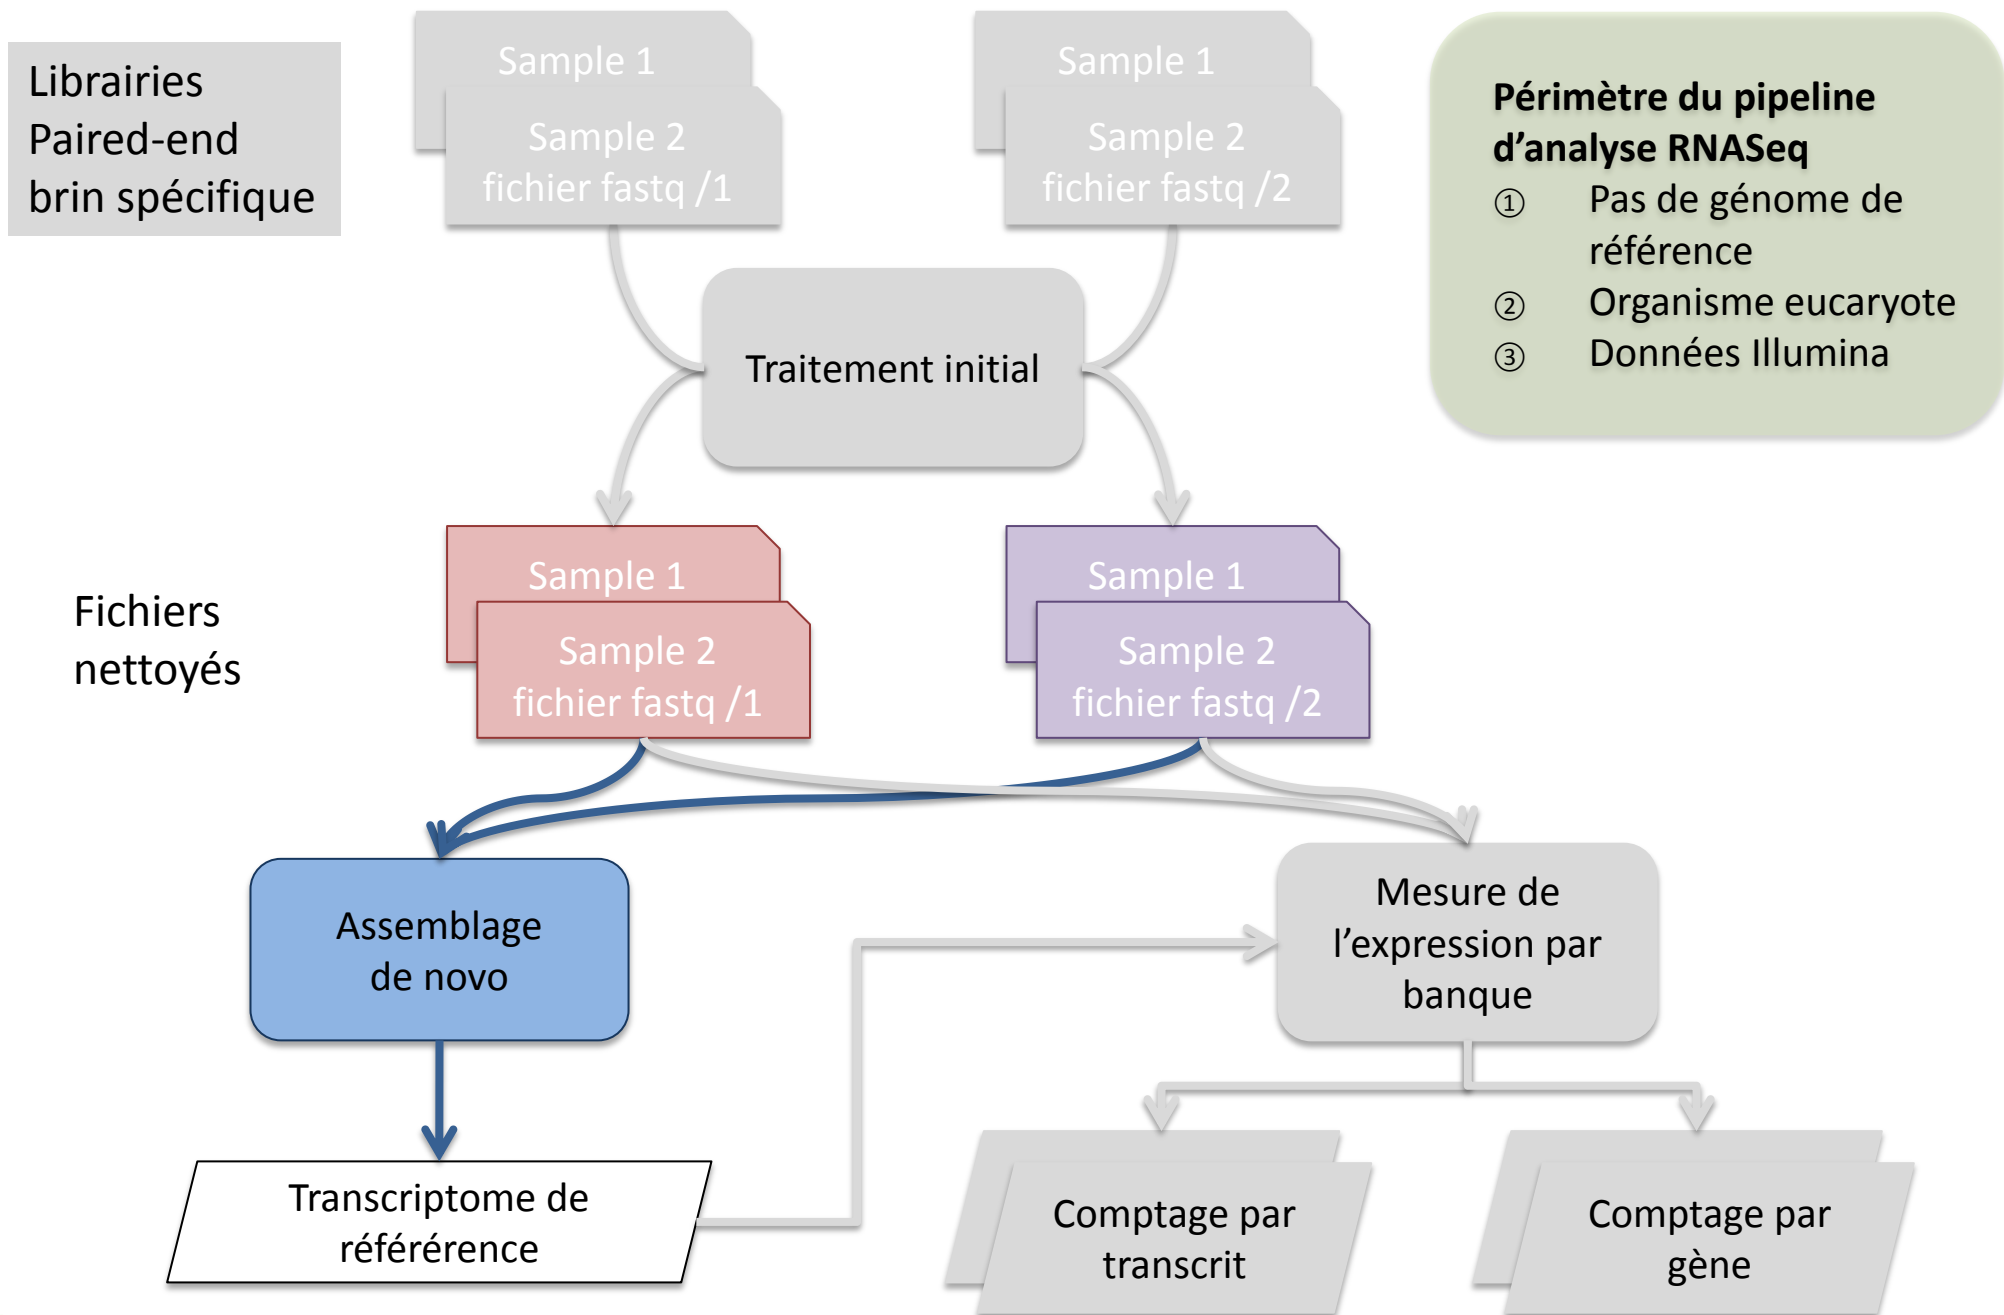 Librairies
Paired-end
brin spécifique
Sample 1
Sample 2
fichier fastq /1
Sample 1
Sample 2
fichier fastq /2
Périmètre du pipeline
d’analyse RNASeq
① Pas de génome de
référence
② Organisme eucaryote
③ Données Illumina
Traitement initial
Fichiers
nettoyés
Sample 1
Sample 2
fichier fastq /1
Sample 1
Sample 2
fichier fastq /2
Assemblage
de novo
Mesure de
l’expression par
banque
Transcriptome de
référérence
Comptage par
transcrit
Comptage par
gène